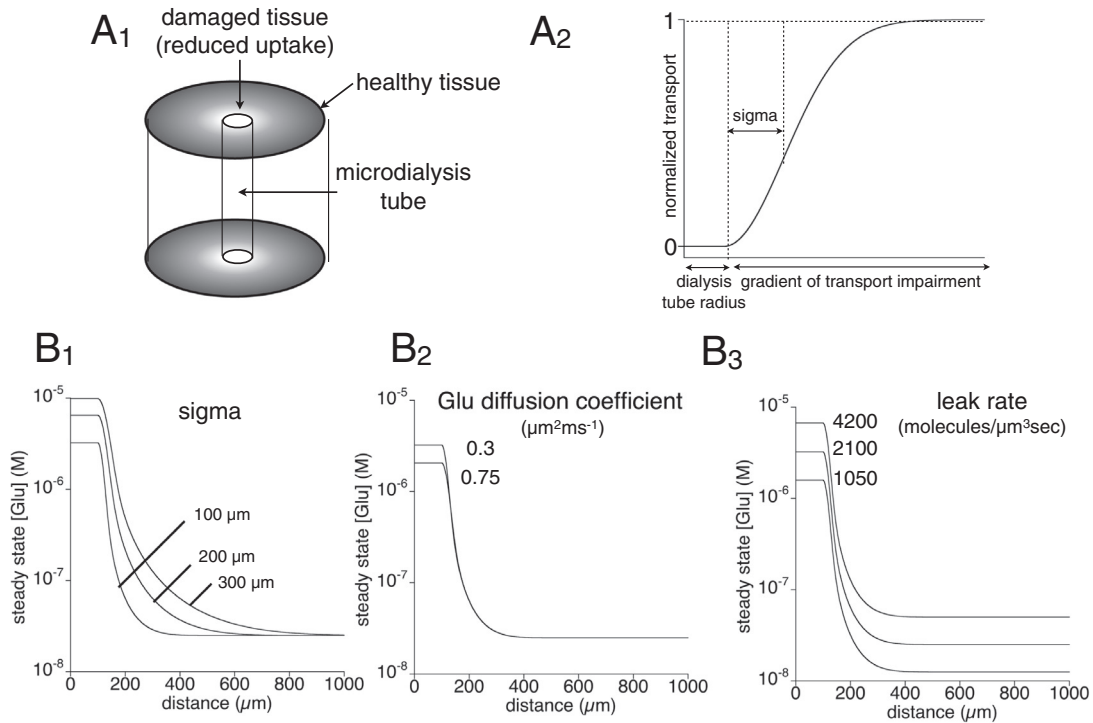 A1
damaged tissue
(reduced uptake)
healthy tissue
microdialysis
tube
A2
normalized transport
1
0
sigma
dialysis
tube radius
gradient of transport impairment
B1
steady state [Glu] (M)
10-5
10-6
10-7
10-8
sigma
100 µm
200 µm
300 µm
0 200 400 600 800 1000
distance (µm)
B2
steady state [Glu] (M)
10-5
10-6
10-7
10-8
Glu diffusion coefficient
(µm2ms-1)
0.3
0.75
0 200 400 600 800 1000
distance (µm)
B3
steady state [Glu] (M)
10-5
10-6
10-7
10-8
leak rate
(molecules/µm3sec)
4200
2100
1050
0 200 400 600 800 1000
distance (µm)